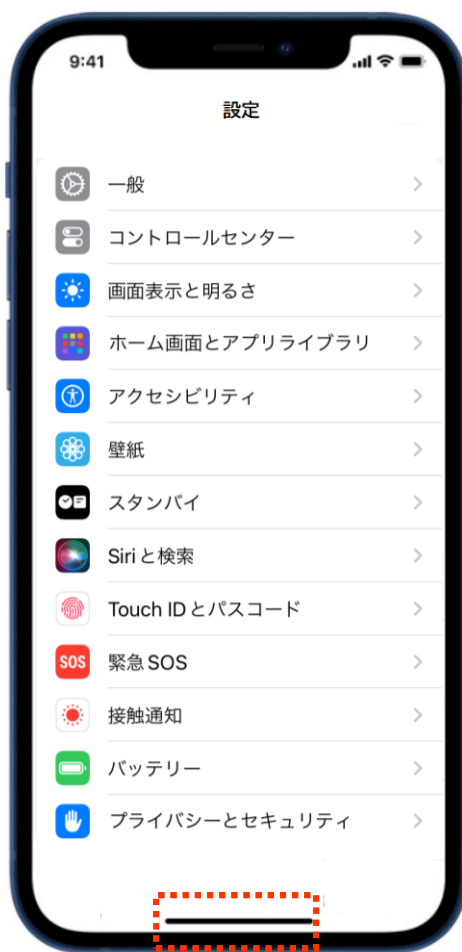 9:41
設定
一般
コントロールセンター
画面表示と明るさ
ホーム画面とアプリライブラリ
アクセシビリティ
壁紙
スタンバイ
Siriと検索
Touch IDとパスコード
SOS 緊急SOS
接触通知
バッテリー
プライバシーとセキュリティ